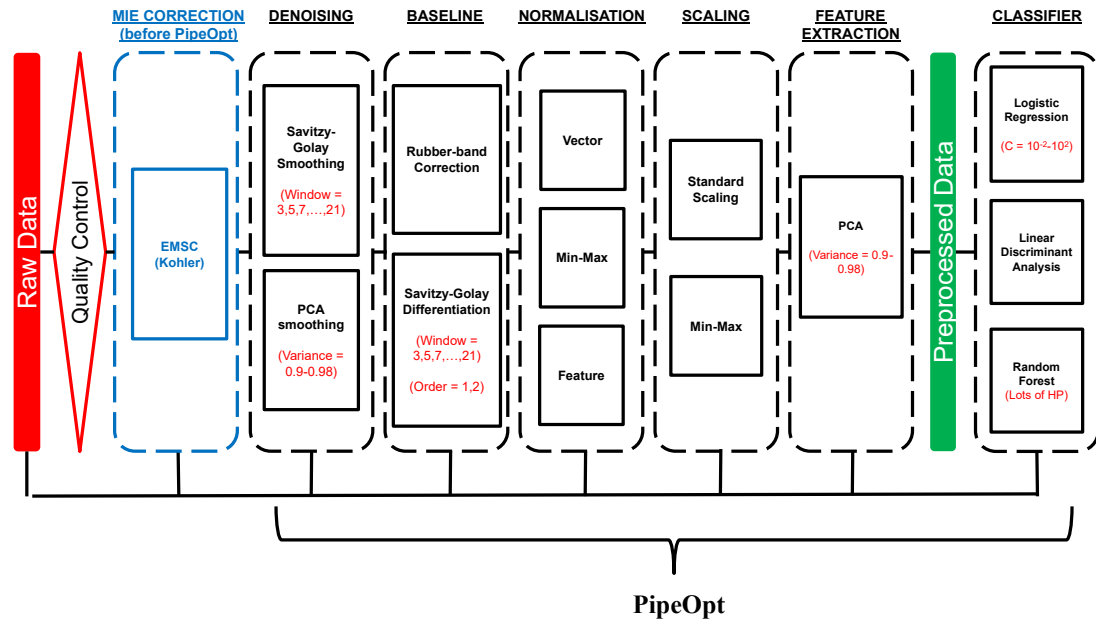 MIE CORRECTION
(before PipeOpt)
DENOISING
BASELINE
NORMALISATION
SCALING
FEATURE
EXTRACTION
CLASSIFIER
Raw Data
Quality Control
EMSC
(Kohler)
Savitzy-
Golay
Smoothing
(Window =
3,5,7,…,21)
PCA
smoothing
(Variance =
0.9-0.98)
Rubber-band
Correction
Savitzy-Golay
Differentiation
(Window =
3,5,7,…,21)
(Order = 1,2)
Vector
Min-Max
Feature
Standard
Scaling
Min-Max
PCA
(Variance = 0.9-
0.98)
Preprocessed Data
Logistic
Regression
(C = 10⁻²-10²)
Linear
Discriminant
Analysis
Random
Forest
(Lots of HP)
PipeOpt